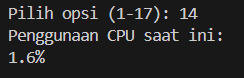 Pilih opsi (1-17): 14
Penggunaan CPU saat ini:
1.6%